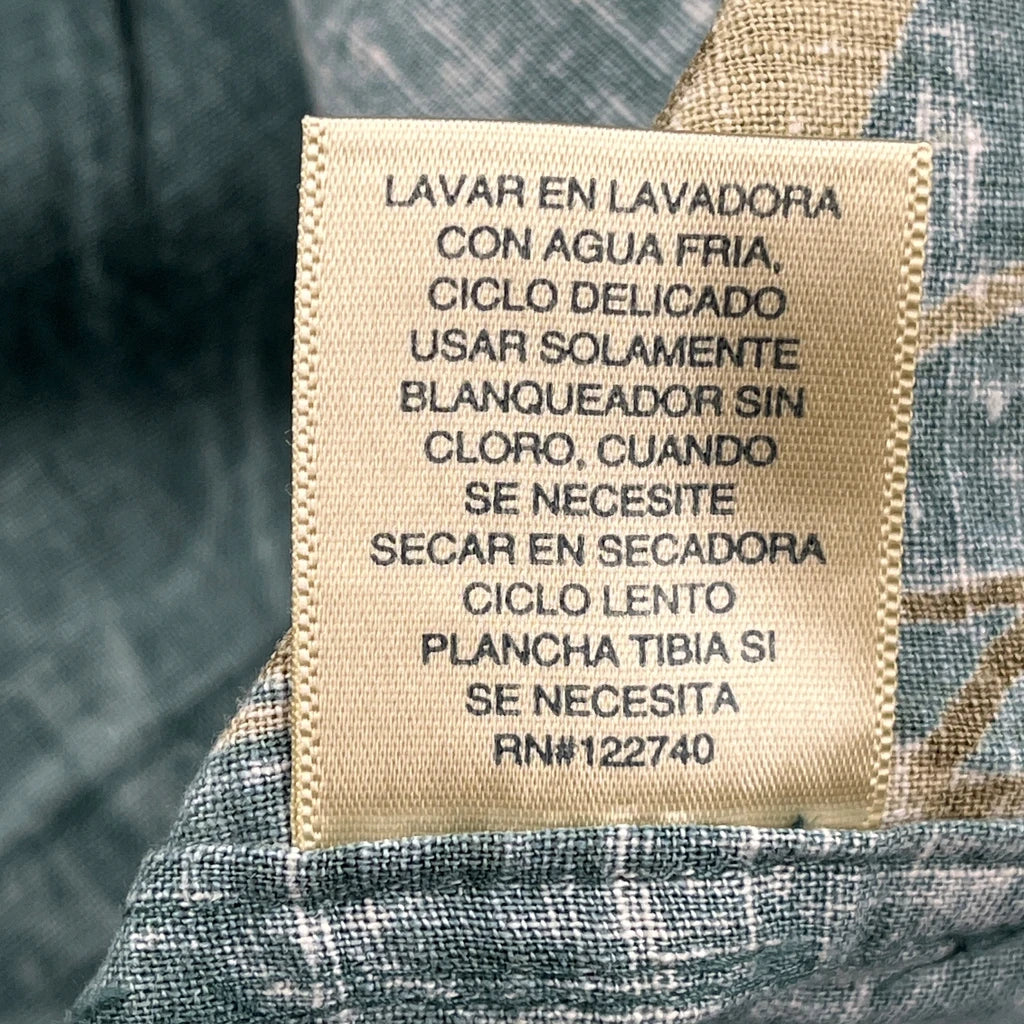 LAVAR EN LAVADORA
CON AGUA FRIA,
CICLO DELICADO
USAR SOLAMENTE
BLANQUEADOR SIN
CLORO, CUANDO
SE NECESITE
SECAR EN SECADORA
CICLO LENTO
PLANCHA TIBIA SI
SE NECESITA
RN#122740